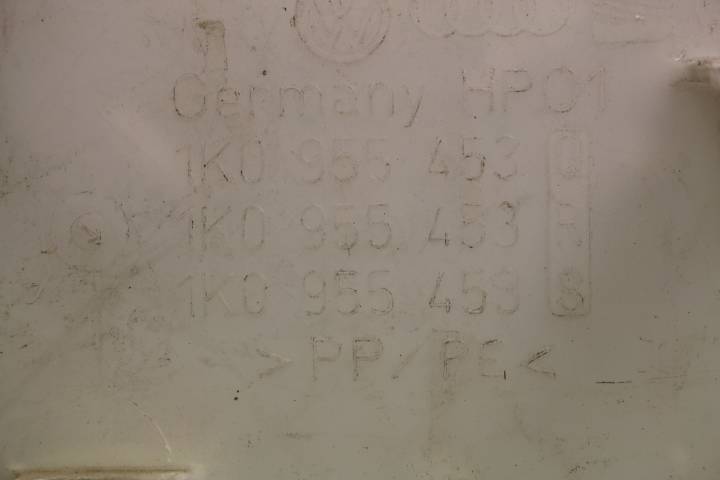 Germany HP01
1K0 955 453 Q
1K0 955 453 R
1K0 955 453 S
>PP/PE<